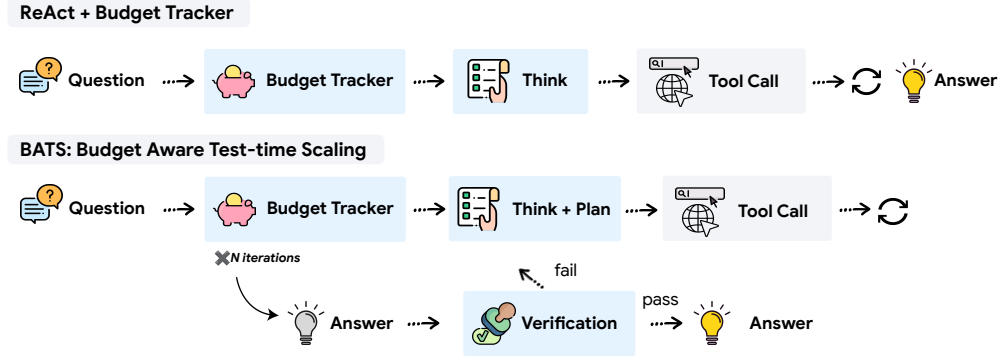 ReAct + Budget Tracker
Question Budget Tracker Think Tool Call Answer
BATS: Budget Aware Test-time Scaling
Question Budget Tracker Think + Plan Tool Call
N iterations
fail
pass
Answer Verification Answer